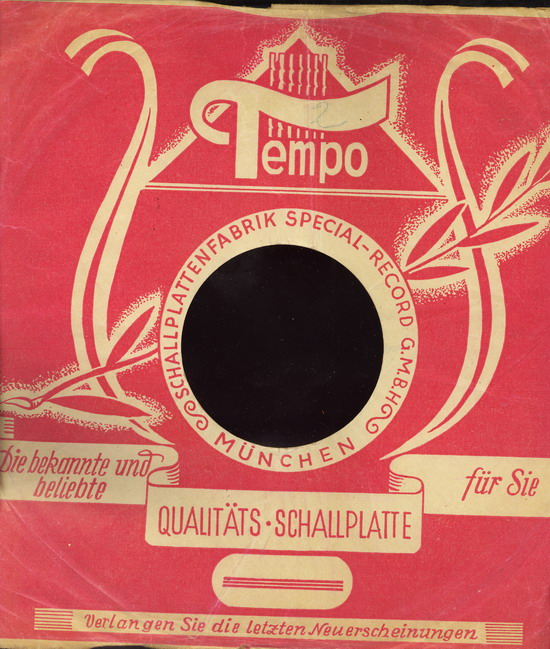 Tempo
SCHALLPLATTENFABRIK SPECIAL-RECORD G.M.B.H
MÜNCHEN
Die bekannte und
beliebte
für Sie
QUALITÄTS·SCHALLPLATTE
Verlangen Sie die letzten Neuerscheinungen